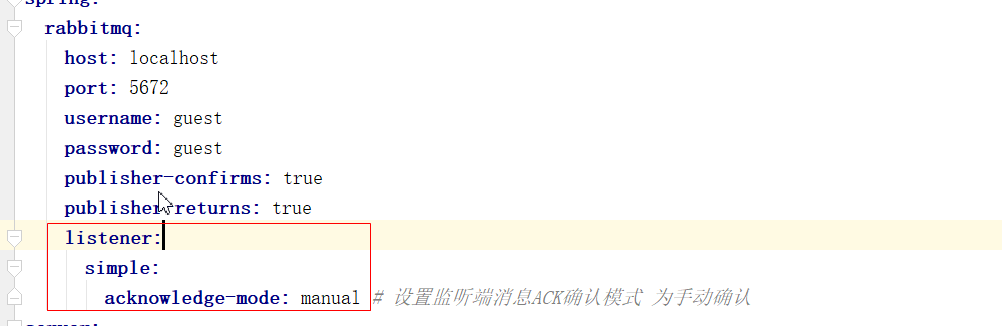 spring:
rabbitmq:
host: localhost
port: 5672
username: guest
password: guest
publisher-confirms: true
publisher-returns: true
listener:
simple:
acknowledge-mode: manual # 设置监听端消息ACK确认模式 为手动确认
server: